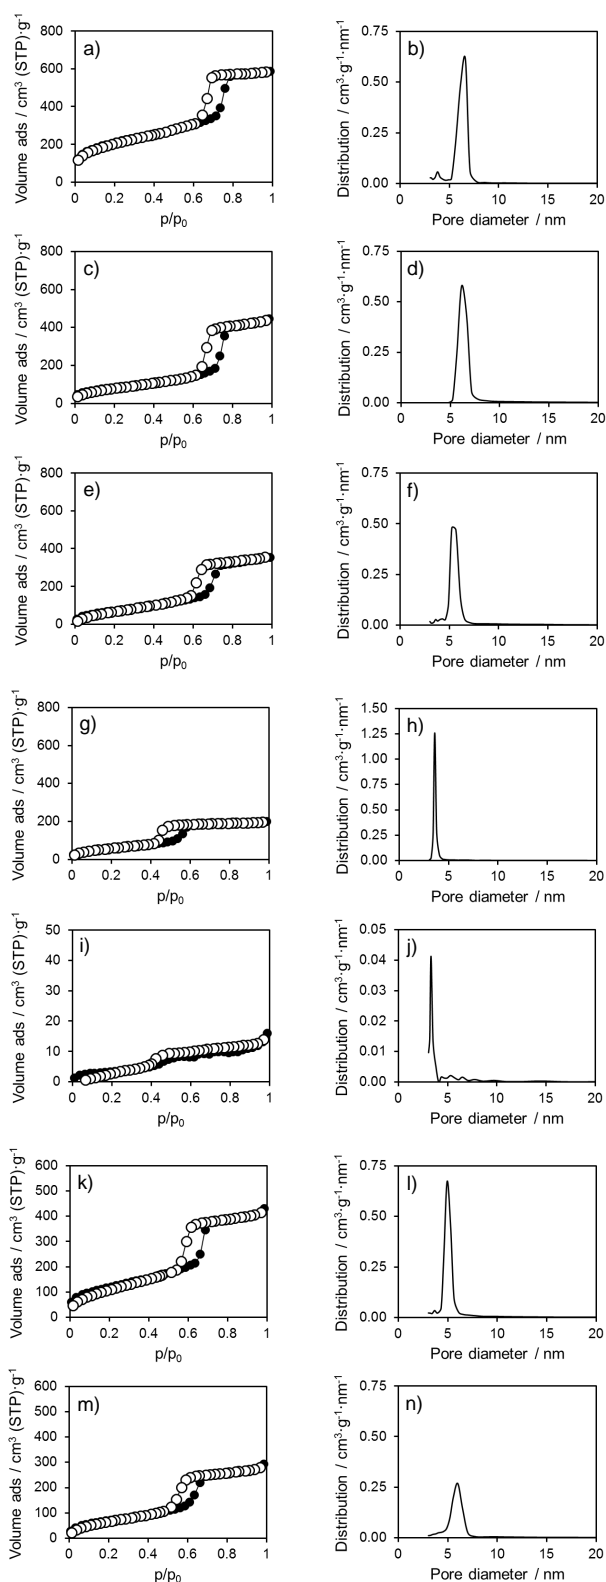 a)
Volume ads / cm³ (STP)·g⁻¹
800
600
400
200
0
0 0.2 0.4 0.6 0.8 1
p/p₀
b)
Distribution / cm³·g⁻¹·nm⁻¹
0.75
0.50
0.25
0.00
0 5 10 15 20
Pore diameter / nm
c)
Volume ads / cm³ (STP)·g⁻¹
800
600
400
200
0
0 0.2 0.4 0.6 0.8 1
p/p₀
d)
Distribution / cm³·g⁻¹·nm⁻¹
0.75
0.50
0.25
0.00
0 5 10 15 20
Pore diameter / nm
e)
Volume ads / cm³ (STP)·g⁻¹
800
600
400
200
0
0 0.2 0.4 0.6 0.8 1
p/p₀
f)
Distribution / cm³·g⁻¹·nm⁻¹
0.75
0.50
0.25
0.00
0 5 10 15 20
Pore diameter / nm
g)
Volume ads / cm³ (STP)·g⁻¹
800
600
400
200
0
0 0.2 0.4 0.6 0.8 1
p/p₀
h)
Distribution / cm³·g⁻¹·nm⁻¹
1.50
1.25
1.00
0.75
0.50
0.25
0.00
0 5 10 15 20
Pore diameter / nm
i)
Volume ads / cm³ (STP)·g⁻¹
50
40
30
20
10
0
0 0.2 0.4 0.6 0.8 1
p/p₀
j)
Distribution / cm³·g⁻¹·nm⁻¹
0.05
0.04
0.03
0.02
0.01
0.00
0 5 10 15 20
Pore diameter / nm
k)
Volume ads / cm³ (STP)·g⁻¹
600
500
400
300
200
100
0
0 0.2 0.4 0.6 0.8 1
p/p₀
l)
Distribution / cm³·g⁻¹·nm⁻¹
0.75
0.50
0.25
0.00
0 5 10 15 20
Pore diameter / nm
m)
Volume ads / cm³ (STP)·g⁻¹
600
500
400
300
200
100
0
0 0.2 0.4 0.6 0.8 1
p/p₀
n)
Distribution / cm³·g⁻¹·nm⁻¹
0.75
0.50
0.25
0.00
0 5 10 15 20
Pore diameter / nm